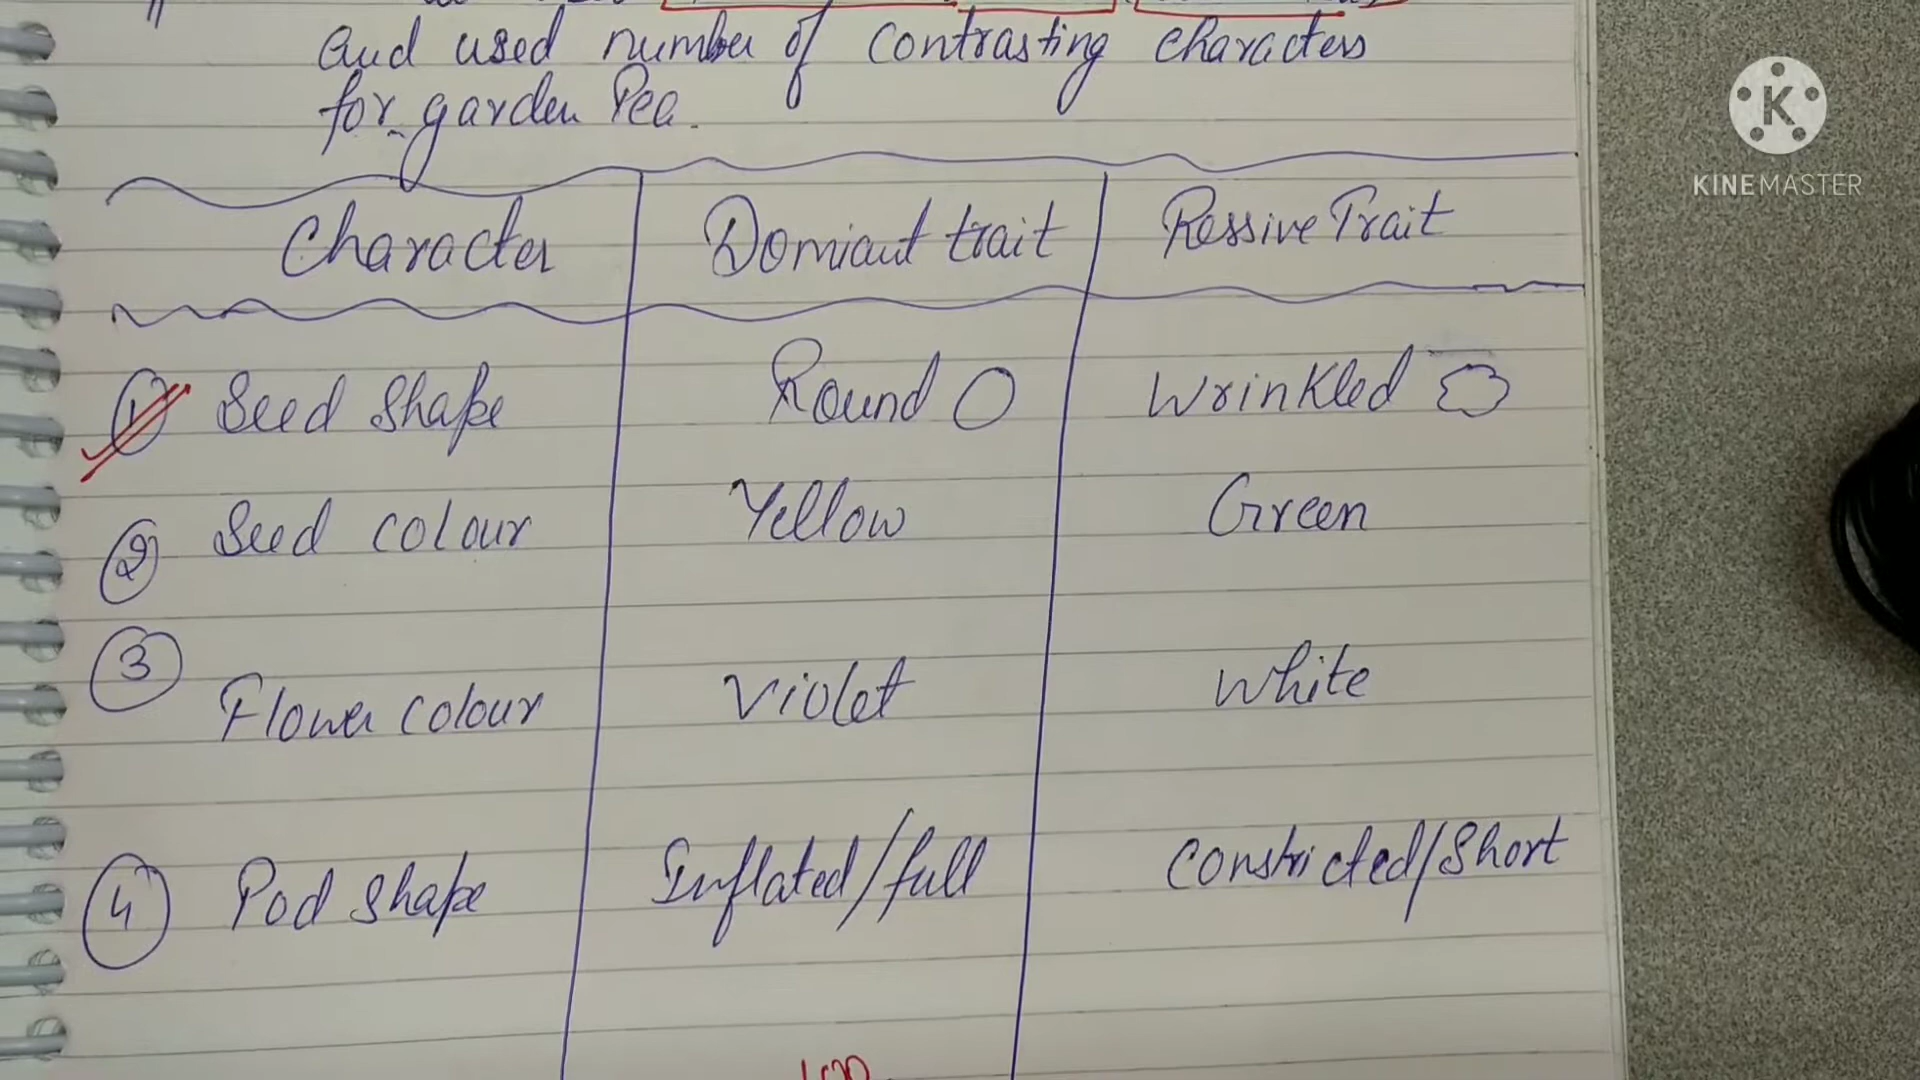 and used number of contrasting characters
for garden Pea.
Character Domiant trait Ressive Trait
1 Seed shape Round Wrinkled
2 Seed colour Yellow Green
3 Flower colour Violet White
4 Pod shape Inflated/full Constricted/Short
K
KINEMASTER